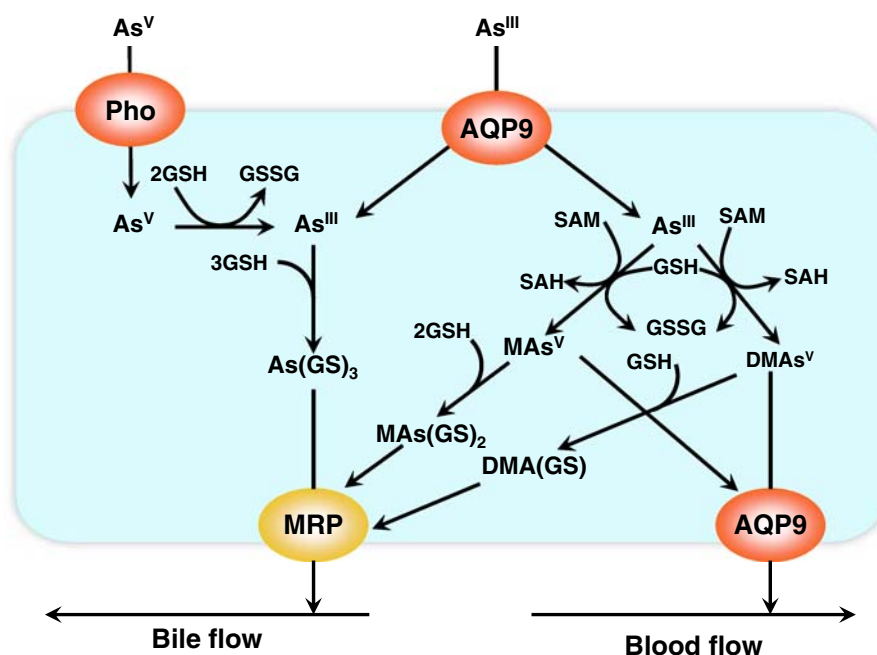 Asⱽ
Asᴵᴵᴵ
Pho
AQP9
2GSH
GSSG
Asⱽ
Asᴵᴵᴵ
SAM
Asᴵᴵᴵ
SAM
3GSH
SAH
GSH
SAH
2GSH
MAsⱽ
GSSG
As(GS)₃
GSH
DMAsⱽ
MAs(GS)₂
DMA(GS)
MRP
AQP9
Bile flow
Blood flow